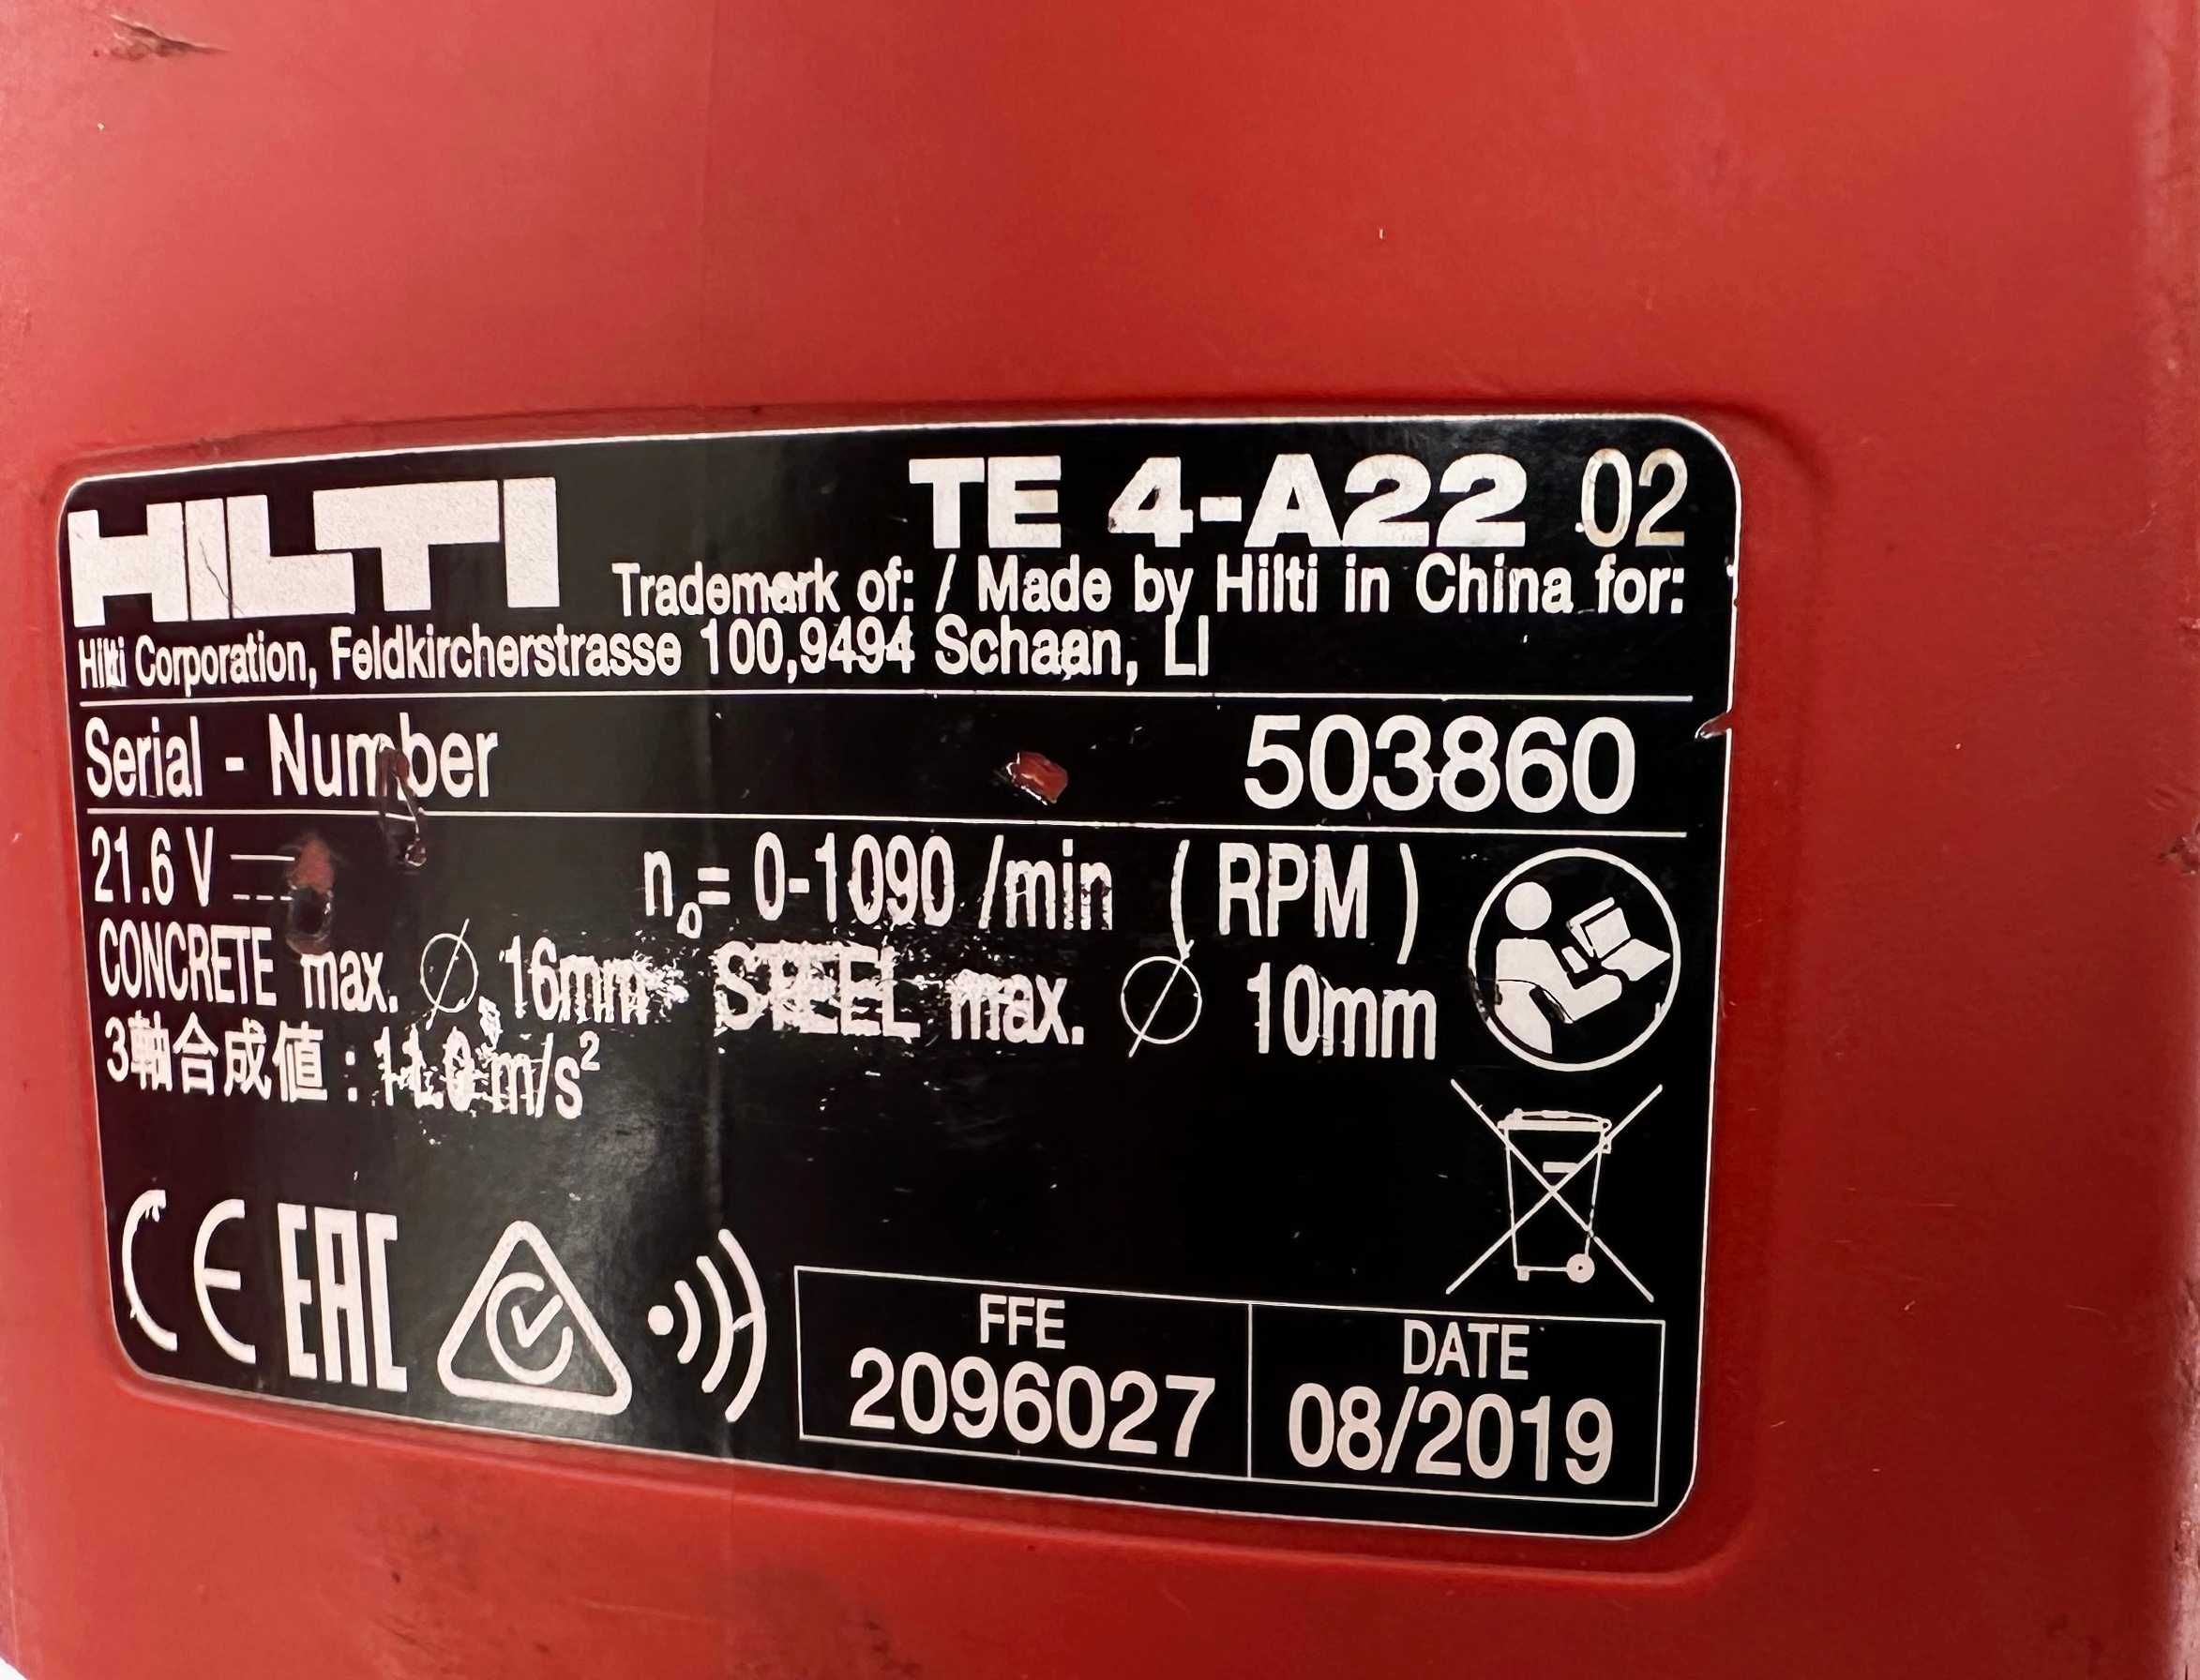 HILTI TE 4-A22 02
Trademark of: / Made by Hilti in China for:
Hilti Corporation, Feldkircherstrasse 100,9494 Schaan, LI
Serial - Number 503860
21.6 V n₀= 0-1090 /min (RPM)
CONCRETE max. Ø 16mm STEEL max. Ø 10mm
3軸合成値 : 11.0 m/s²
CE EAC
FFE DATE
2096027 08/2019